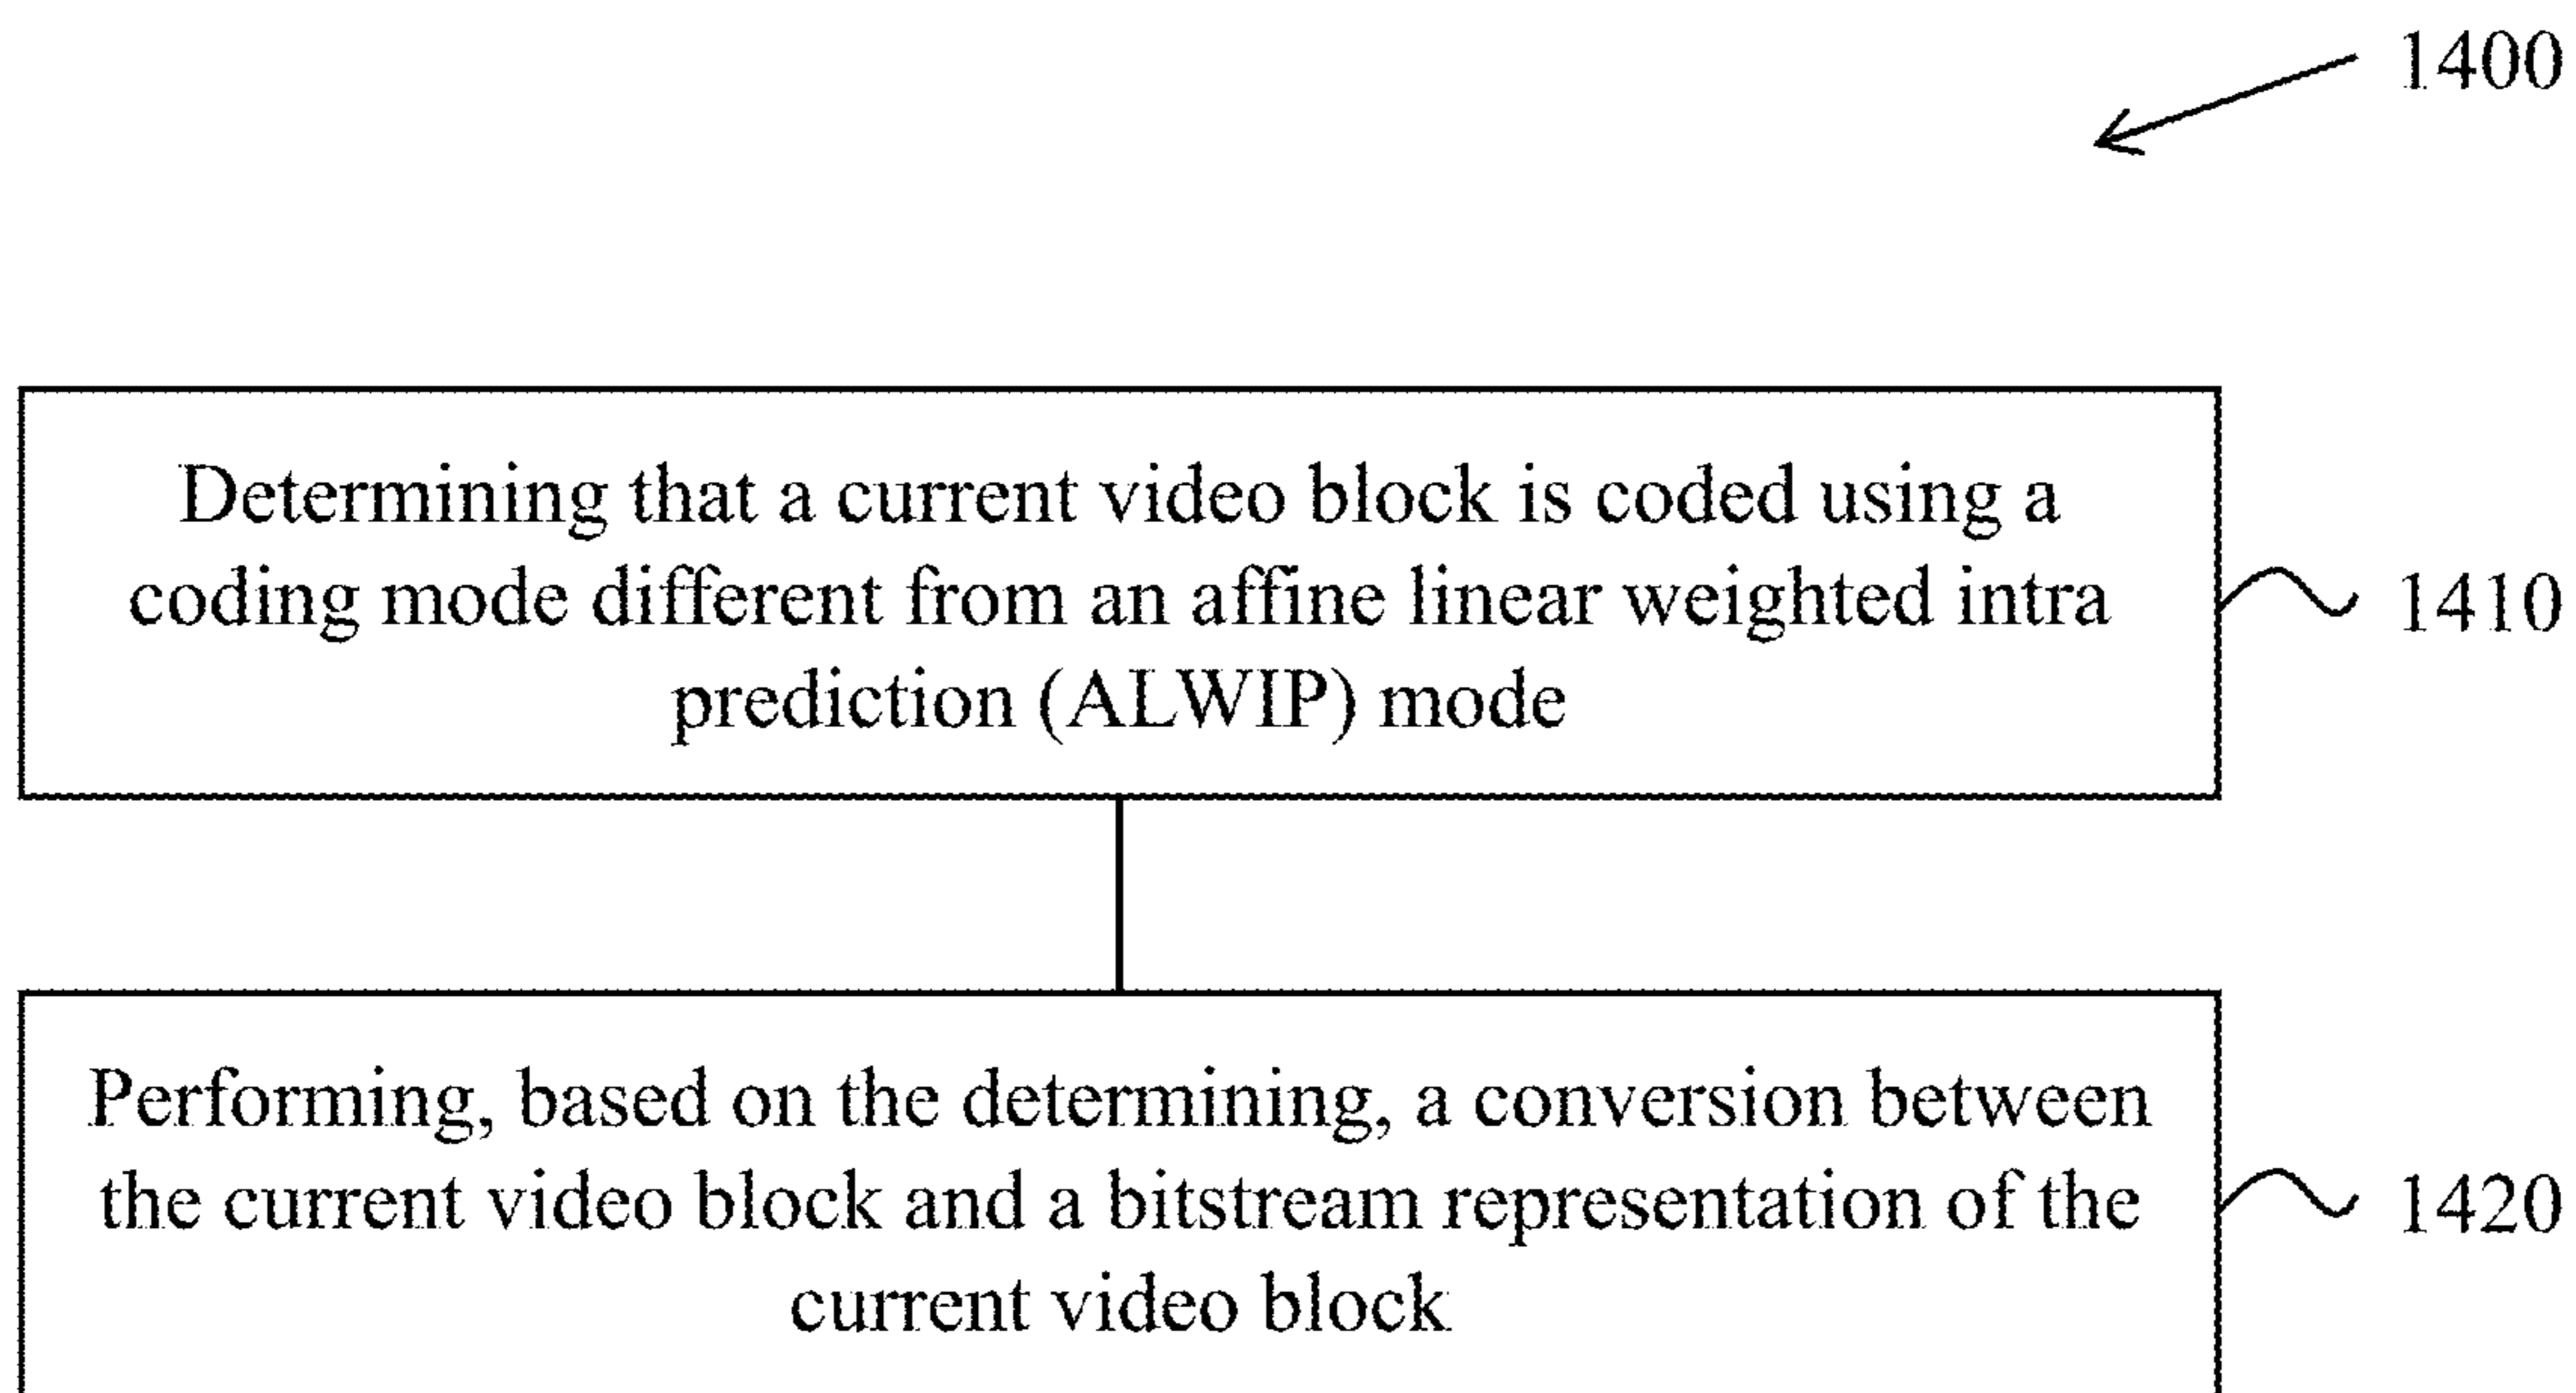 1400
Determining that a current video block is coded using a
coding mode different from an affine linear weighted intra
prediction (ALWIP) mode
1410
Performing, based on the determining, a conversion between
the current video block and a bitstream representation of the
current video block
1420